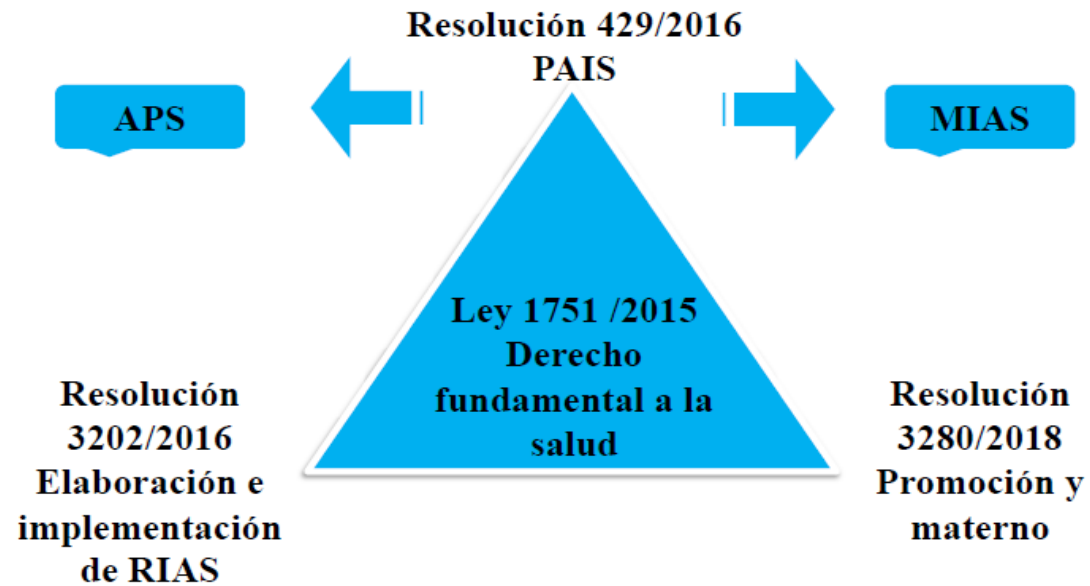 Resolución 429/2016
PAIS
APS
MIAS
Ley 1751 /2015
Derecho
fundamental a la
salud
Resolución
3202/2016
Elaboración e
implementación
de RIAS
Resolución
3280/2018
Promoción y
materno